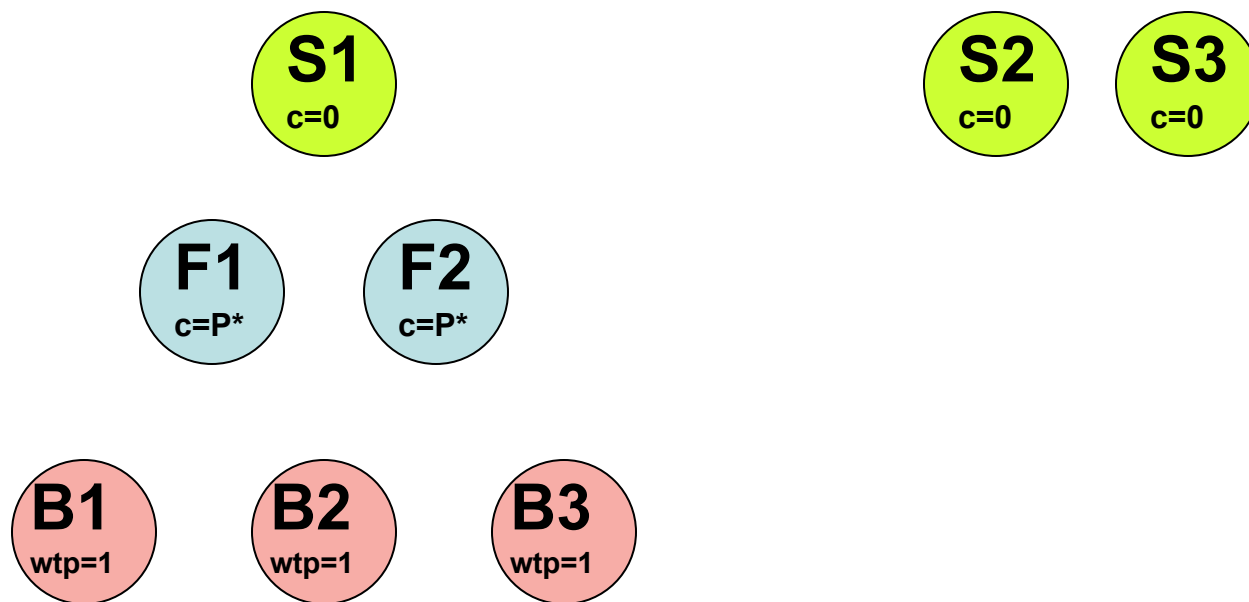 S1
c=0
S2
c=0
S3
c=0
F1
c=P*
F2
c=P*
B1
wtp=1
B2
wtp=1
B3
wtp=1